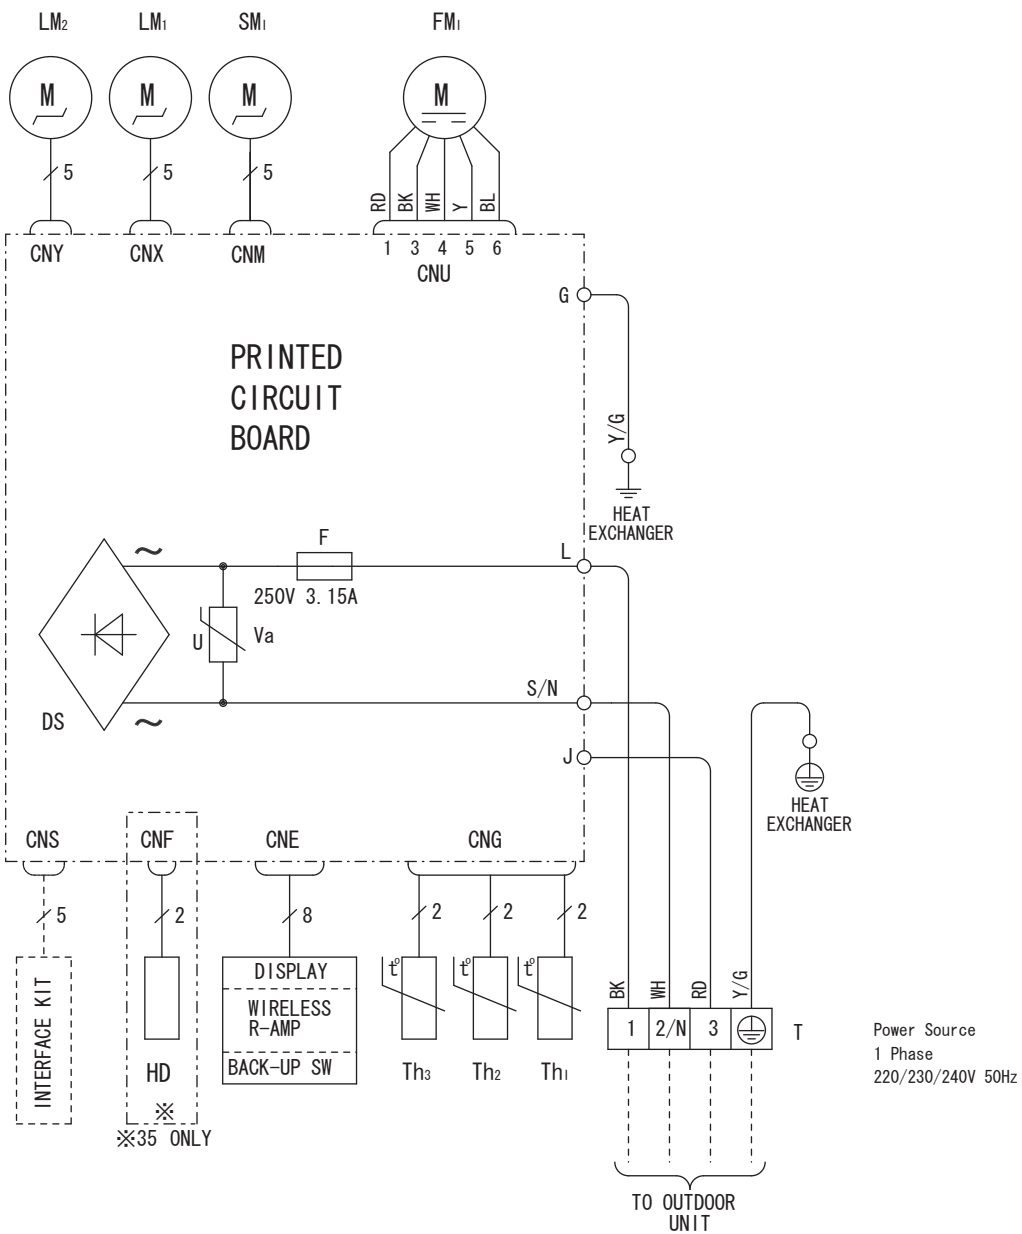 LM2 LM1 SMI FMI
M M M M
5 5 5
RD BK WH Y BL
CNY CNX CNM
1 3 4 5 6
CNU
G
PRINTED
CIRCUIT
BOARD
Y/G
HEAT
EXCHANGER
F
L
250V 3.15A
U Va
S/N
DS
J
HEAT
EXCHANGER
CNS CNF CNE CNG
5 2 8 2 2 2
t° t° t°
INTERFACE KIT
DISPLAY
WIRELESS
R-AMP
BACK-UP SW
HD
※
※35 ONLY
Th3 Th2 ThI
BK WH RD Y/G
1 2/N 3 T
Power Source
1 Phase
220/230/240V 50Hz
TO OUTDOOR
UNIT